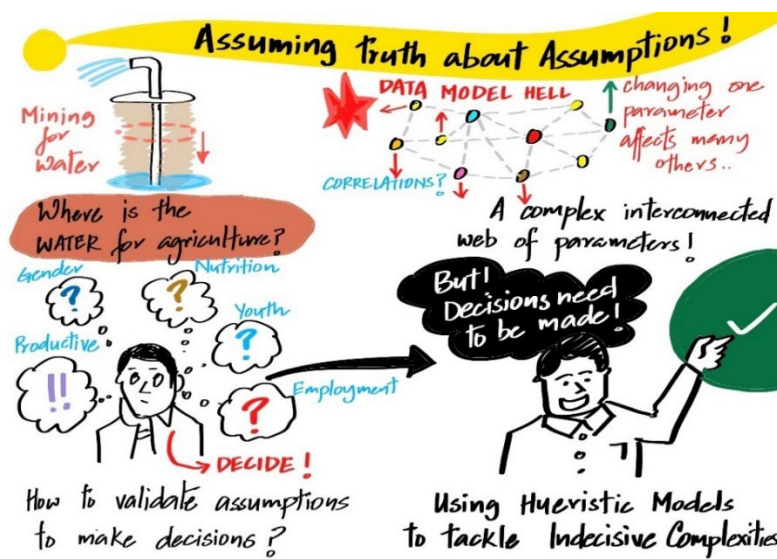 Assuming truth about Assumptions!
Mining
for
Water
DATA MODEL HELL
changing one
parameter
affects many
others..
CORRELATIONS?
Where is the
WATER for agriculture?
A complex interconnected
web of parameters!
Gender
?
Nutrition
?
Youth
?
Productive
!!
Employment
?
DECIDE!
But!
Decisions need
to be made!
How to validate assumptions
to make decisions?
Using Hueristic Models
to tackle Indecisive Complexities